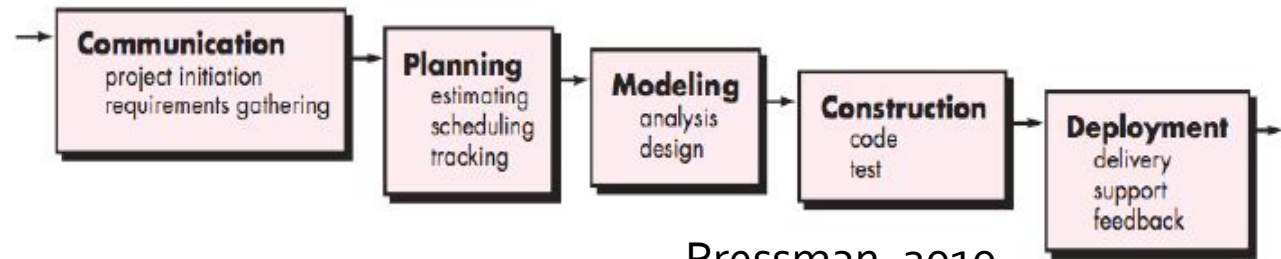 Communication
project initiation
requirements gathering
Planning
estimating
scheduling
tracking
Modeling
analysis
design
Construction
code
test
Deployment
delivery
support
feedback
Pressman